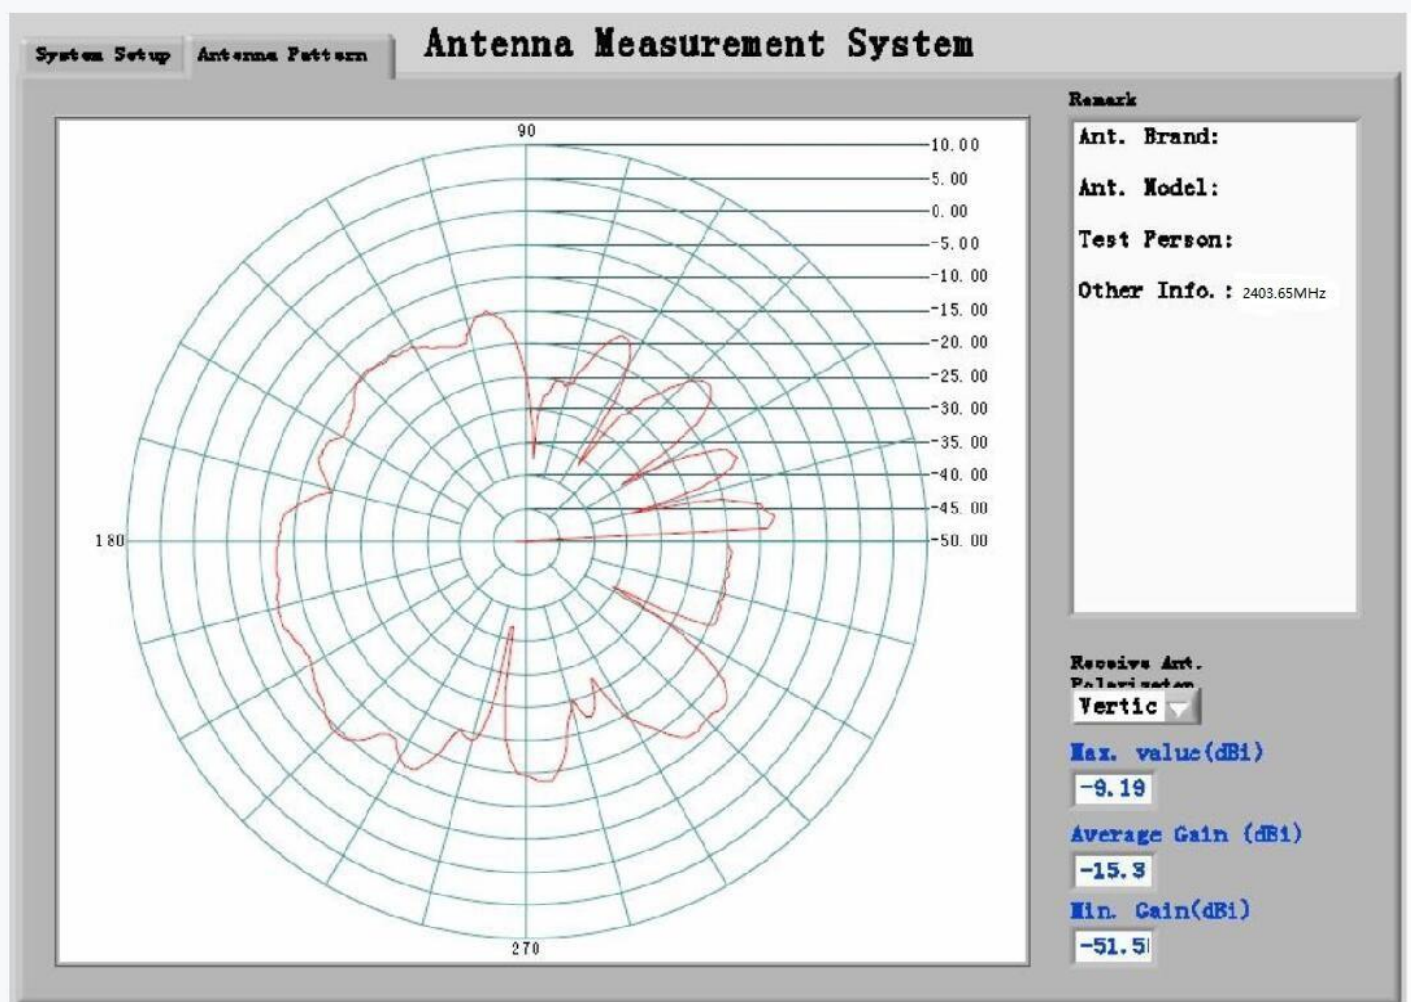 Antenna Measurement System
System Setup
Antenna Pattern
90
10.00
5.00
0.00
-5.00
-10.00
-15.00
-20.00
-25.00
-30.00
-35.00
-40.00
-45.00
-50.00
180
270
Remark
Ant. Brand:
Ant. Model:
Test Person:
Other Info.: 2403.65MHz
Receive Ant.
Vertic
Max. value(dBi)
-9.19
Average Gain (dBi)
-15.3
Min. Gain(dBi)
-51.5